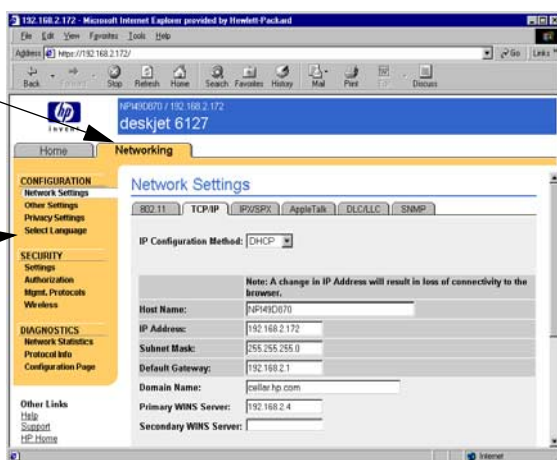 192.168.2.172 - Microsoft Internet Explorer provided by Hewlett-Packard
File Edit View Favorites Tools Help
Address https://192.168.2.172/ Go Links
Back Forward Stop Refresh Home Search Favorites History Mail Print Edit Discuss
hp
invent
NPI49D870 / 192.168.2.172
deskjet 6127
Home Networking
CONFIGURATION
Network Settings
Other Settings
Privacy Settings
Select Language
SECURITY
Settings
Authorization
Mgmt. Protocols
Wireless
DIAGNOSTICS
Network Statistics
Protocol Info
Configuration Page
Other Links
Help
Support
HP Home
Network Settings
802.11 TCP/IP IPX/SPX AppleTalk DLC/LLC SNMP
IP Configuration Method: DHCP
Note: A change in IP Address will result in loss of connectivity to the
browser.
Host Name: NPI49D870
IP Address: 192.168.2.172
Subnet Mask: 255.255.255.0
Default Gateway: 192.168.2.1
Domain Name: cellar.hp.com
Primary WINS Server: 192.168.2.4
Secondary WINS Server:
Internet